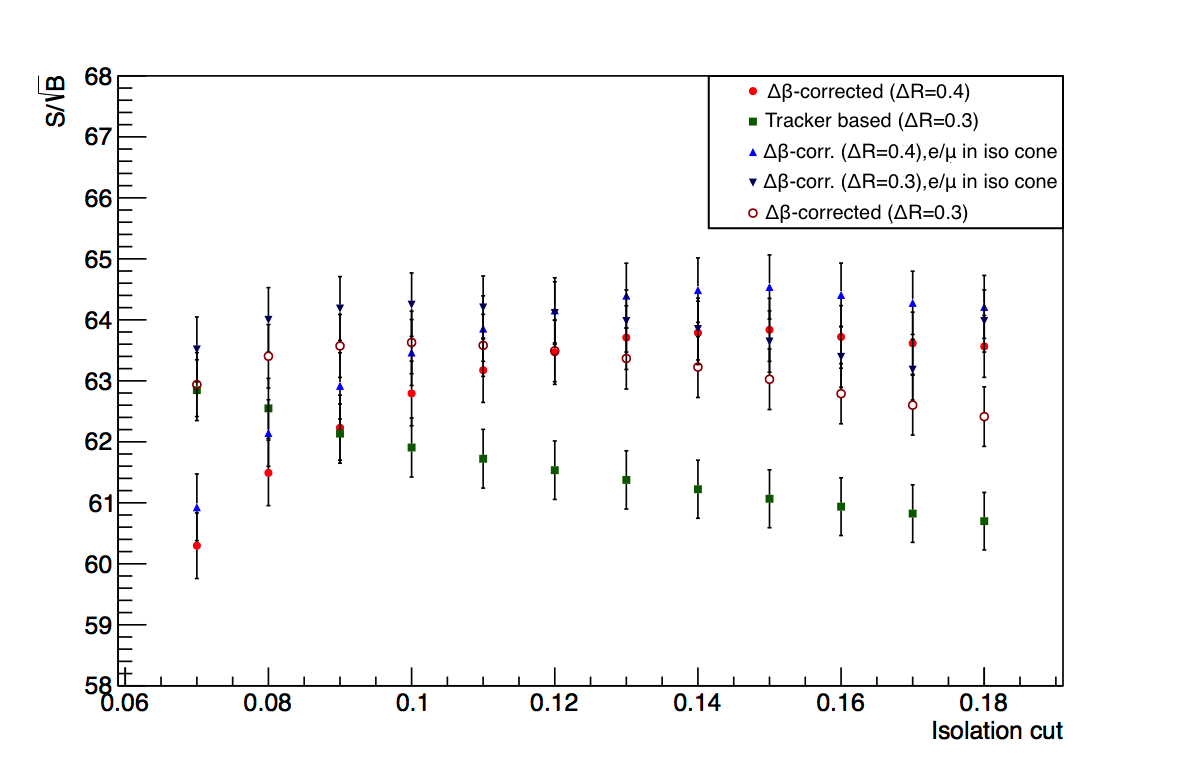 S/√B
68
67
66
65
64
63
62
61
60
59
58
0.06 0.08 0.1 0.12 0.14 0.16 0.18
Isolation cut
Δβ-corrected (ΔR=0.4)
Tracker based (ΔR=0.3)
Δβ-corr. (ΔR=0.4),e/μ in iso cone
Δβ-corr. (ΔR=0.3),e/μ in iso cone
Δβ-corrected (ΔR=0.3)